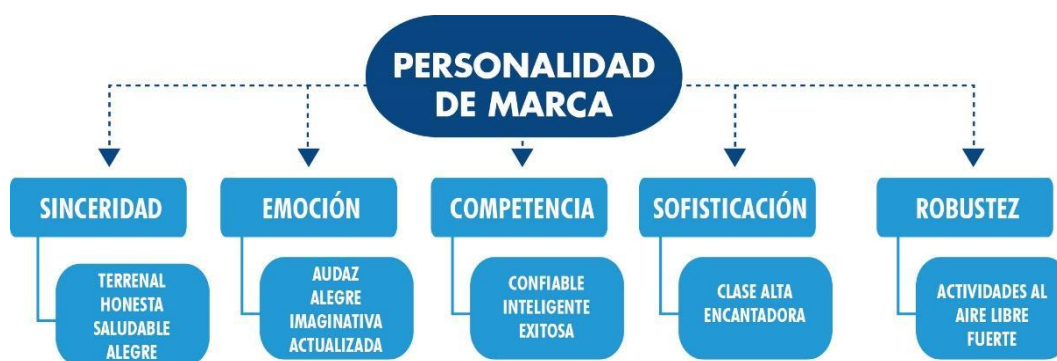 PERSONALIDAD
DE MARCA
SINCERIDAD
TERRENAL
HONESTA
SALUDABLE
ALEGRE
EMOCIÓN
AUDAZ
ALEGRE
IMAGINATIVA
ACTUALIZADA
COMPETENCIA
CONFIABLE
INTELIGENTE
EXITOSA
SOFISTICACIÓN
CLASE ALTA
ENCANTADORA
ROBUSTEZ
ACTIVIDADES AL
AIRE LIBRE
FUERTE